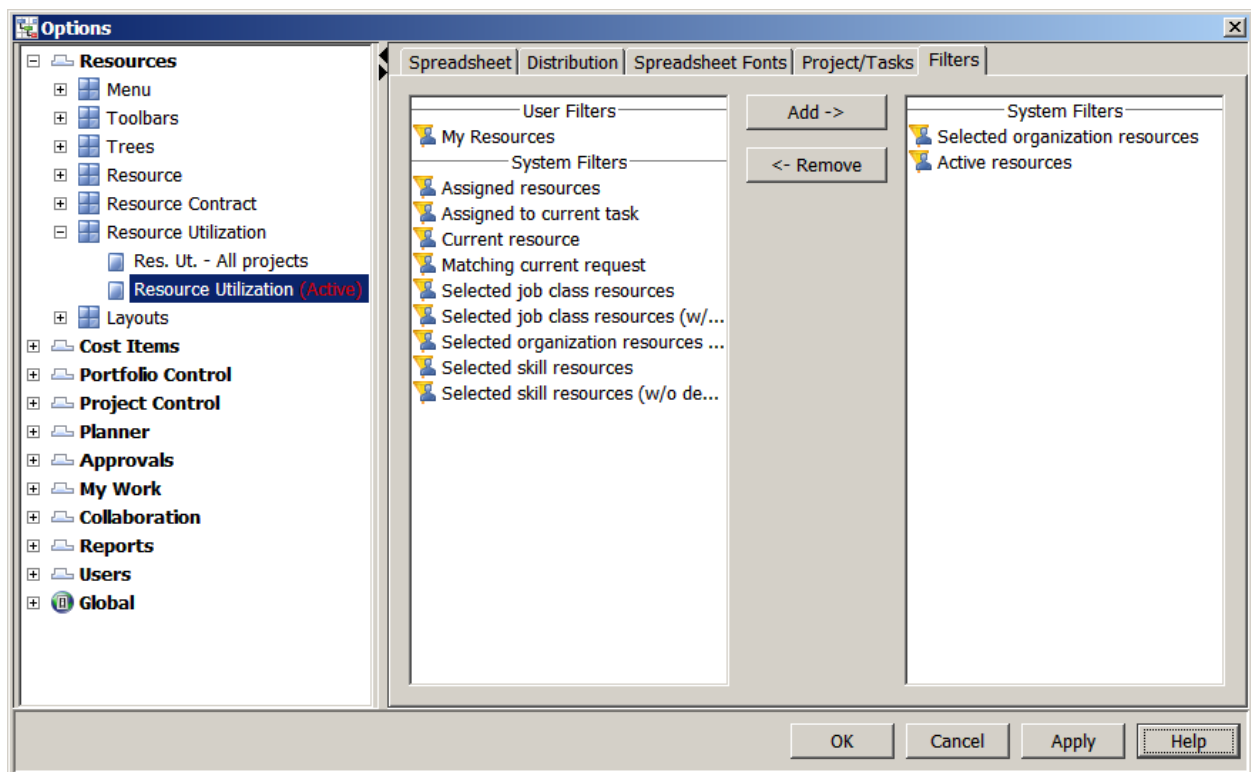 Options
Resources
Menu
Toolbars
Trees
Resource
Resource Contract
Resource Utilization
Res. Ut. - All projects
Resource Utilization (Active)
Layouts
Cost Items
Portfolio Control
Project Control
Planner
Approvals
My Work
Collaboration
Reports
Users
Global
Spreadsheet Distribution Spreadsheet Fonts Project/Tasks Filters
User Filters
My Resources
System Filters
Assigned resources
Assigned to current task
Current resource
Matching current request
Selected job class resources
Selected job class resources (w/...
Selected organization resources ...
Selected skill resources
Selected skill resources (w/o de...
Add ->
<- Remove
System Filters
Selected organization resources
Active resources
OK Cancel Apply Help